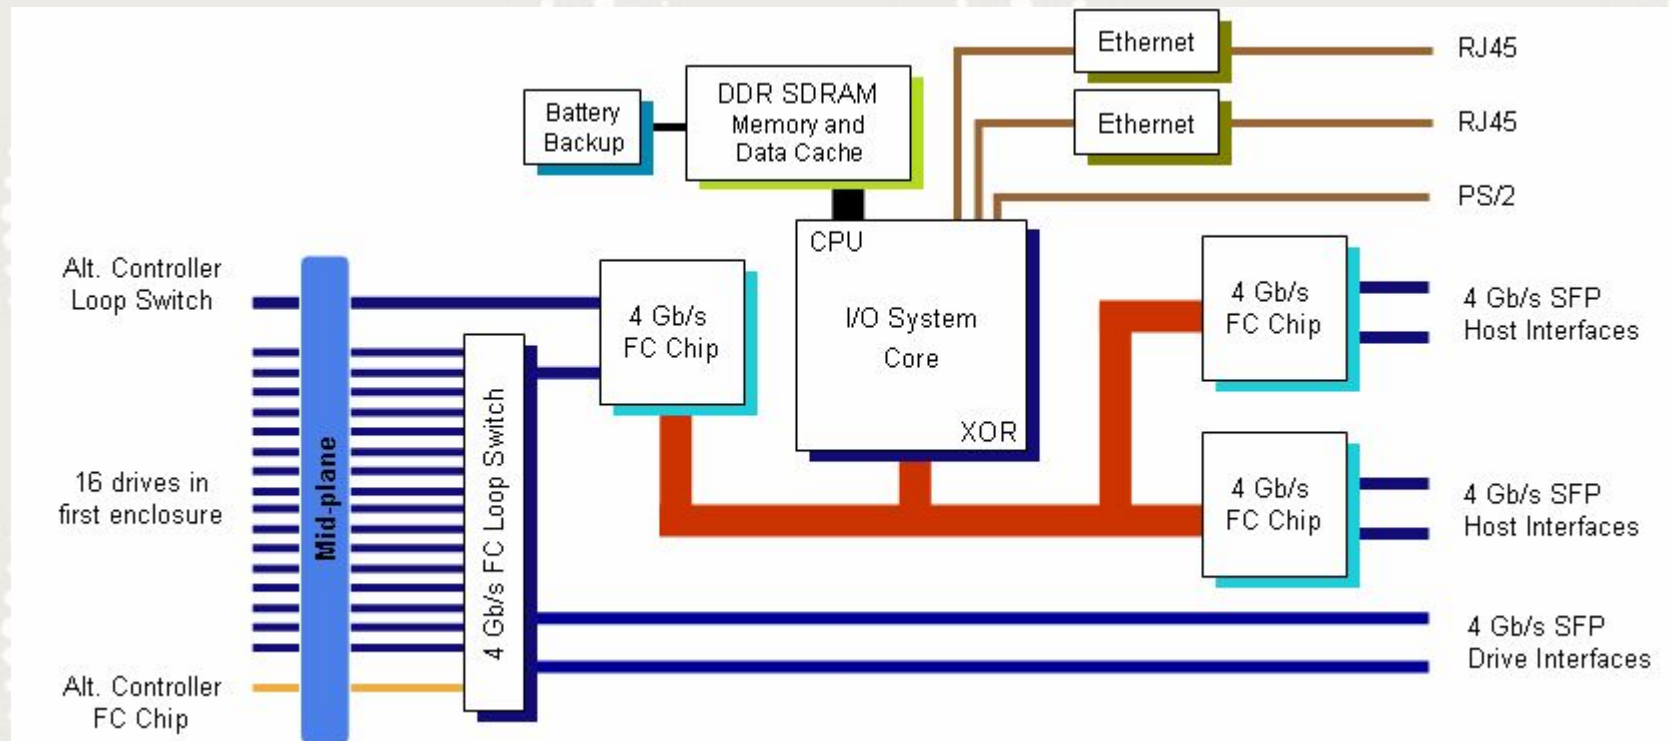 Ethernet
RJ45
Battery
Backup
DDR SDRAM
Memory and
Data Cache
Ethernet
RJ45
PS/2
CPU
I/O System
Core
XOR
Alt. Controller
Loop Switch
4 Gb/s
FC Chip
4 Gb/s
FC Chip
4 Gb/s SFP
Host Interfaces
16 drives in
first enclosure
Mid-plane
4 Gb/s FC Loop Switch
4 Gb/s
FC Chip
4 Gb/s SFP
Host Interfaces
4 Gb/s SFP
Drive Interfaces
Alt. Controller
FC Chip